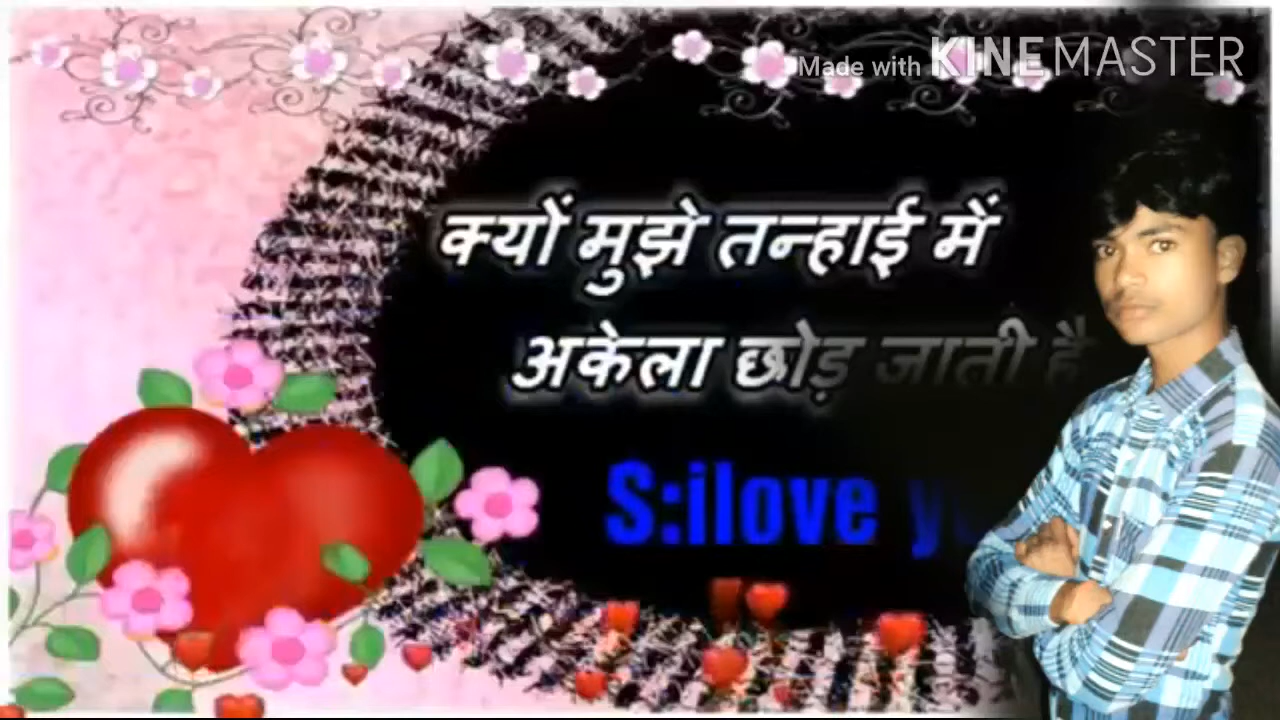 Made with KINEMASTER
क्यों मुझे तन्हाई में
अकेला छोड़ जाती है
S:ilove